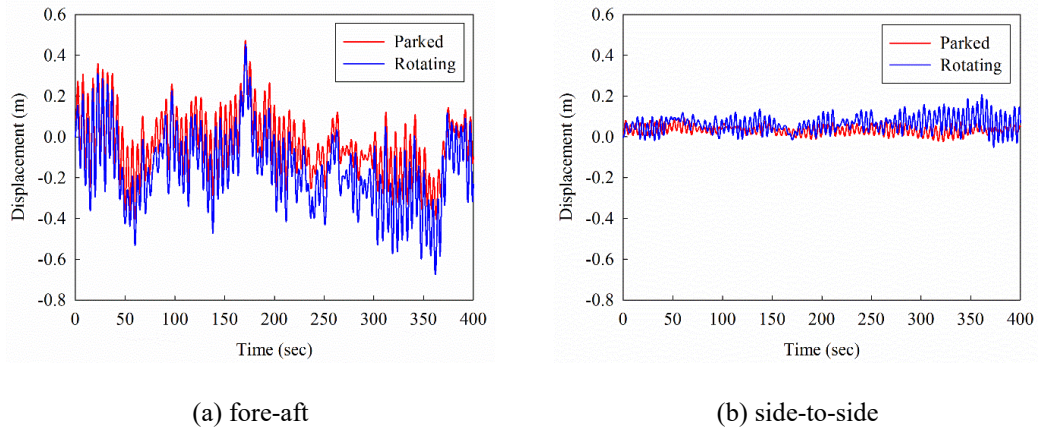 0.6
0.4
0.2
0.0
-0.2
-0.4
-0.6
-0.8
Displacement (m)
Parked
Rotating
0 50 100 150 200 250 300 350 400
Time (sec)
(a) fore-aft
0.6
0.4
0.2
0.0
-0.2
-0.4
-0.6
-0.8
Displacement (m)
Parked
Rotating
0 50 100 150 200 250 300 350 400
Time (sec)
(b) side-to-side